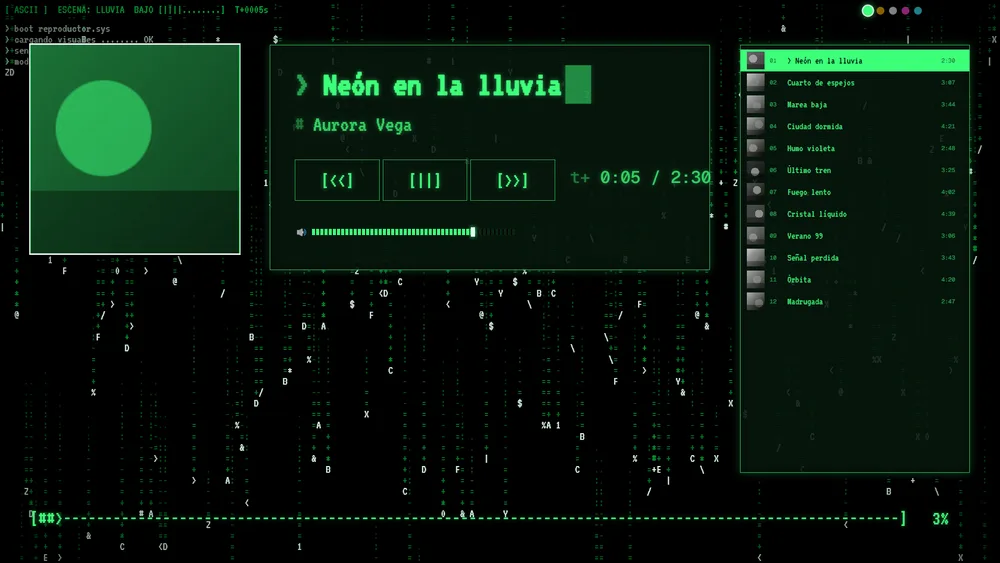 [ ASCII ] ESCENA: LLUVIA BAJO [||||........] T+0005s
> boot reproductor.sys
> cargando visuales ........ OK
> Neón en la lluvia
# Aurora Vega
[<<] [||] [>>] t+ 0:05 / 2:30
01 > Neón en la lluvia 2:30
02 Cuarto de espejos 3:07
03 Marea baja 3:44
04 Ciudad dormida 4:21
05 Humo violeta 2:48
06 Último tren 3:25
07 Fuego lento 4:02
08 Cristal líquido 4:39
09 Verano 99 3:06
10 Señal perdida 3:43
11 Órbita 4:20
12 Madrugada 2:47
[##>--------------------] 3%